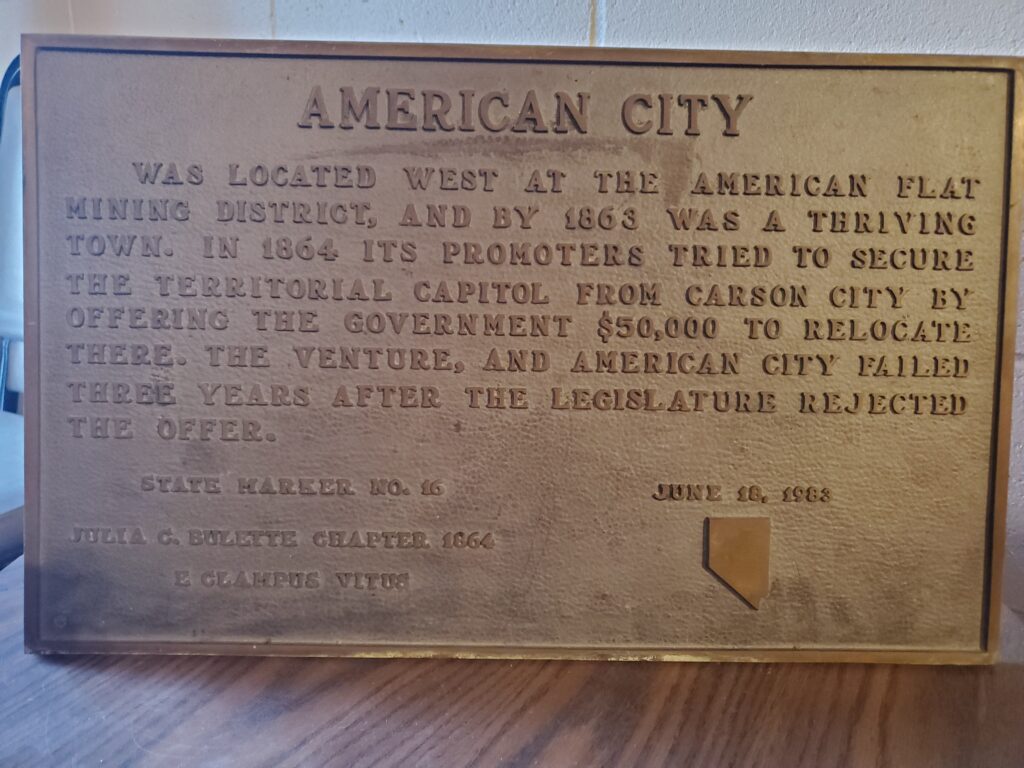 AMERICAN CITY
WAS LOCATED WEST AT THE AMERICAN FLAT
MINING DISTRICT, AND BY 1863 WAS A THRIVING
TOWN. IN 1864 ITS PROMOTERS TRIED TO SECURE
THE TERRITORIAL CAPITOL FROM CARSON CITY BY
OFFERING THE GOVERNMENT $50,000 TO RELOCATE
THERE. THE VENTURE, AND AMERICAN CITY FAILED
THREE YEARS AFTER THE LEGISLATURE REJECTED
THE OFFER.
STATE MARKER NO. 16
JUNE 18, 1983
JULIA C. BULETTE CHAPTER 1864
E CLAMPUS VITUS